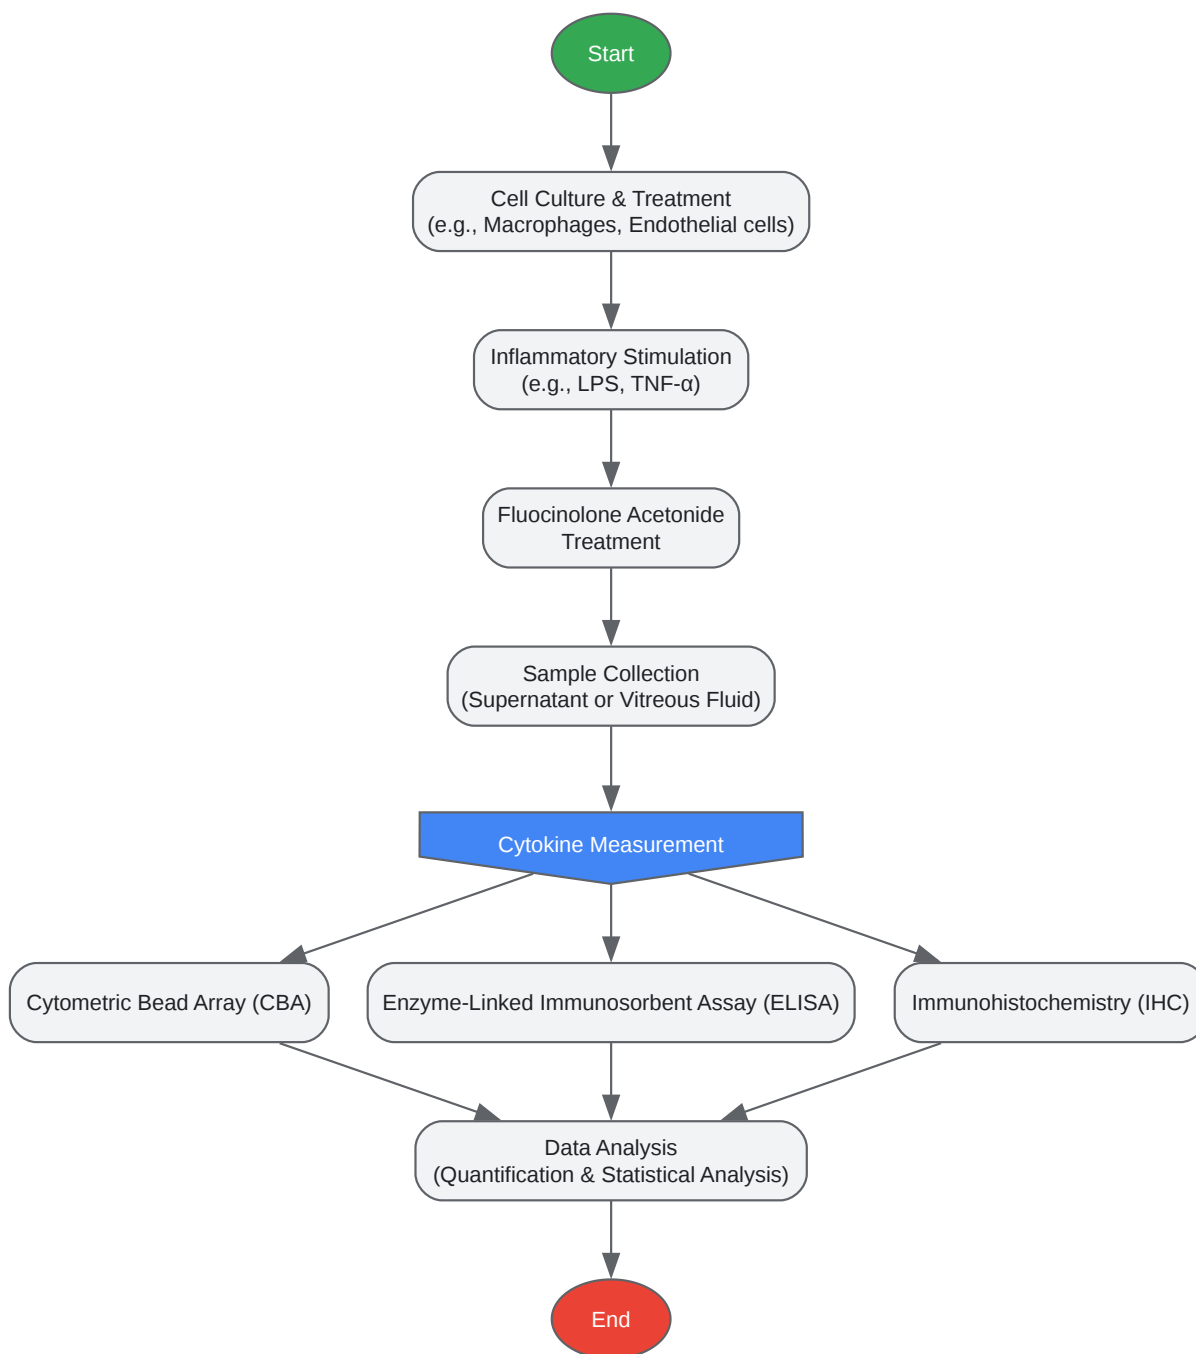 Start
Cell Culture & Treatment
(e.g., Macrophages, Endothelial cells)
Inflammatory Stimulation
(e.g., LPS, TNF-α)
Fluocinolone Acetonide
Treatment
Sample Collection
(Supernatant or Vitreous Fluid)
Cytokine Measurement
Cytometric Bead Array (CBA)
Enzyme-Linked Immunosorbent Assay (ELISA)
Immunohistochemistry (IHC)
Data Analysis
(Quantification & Statistical Analysis)
End